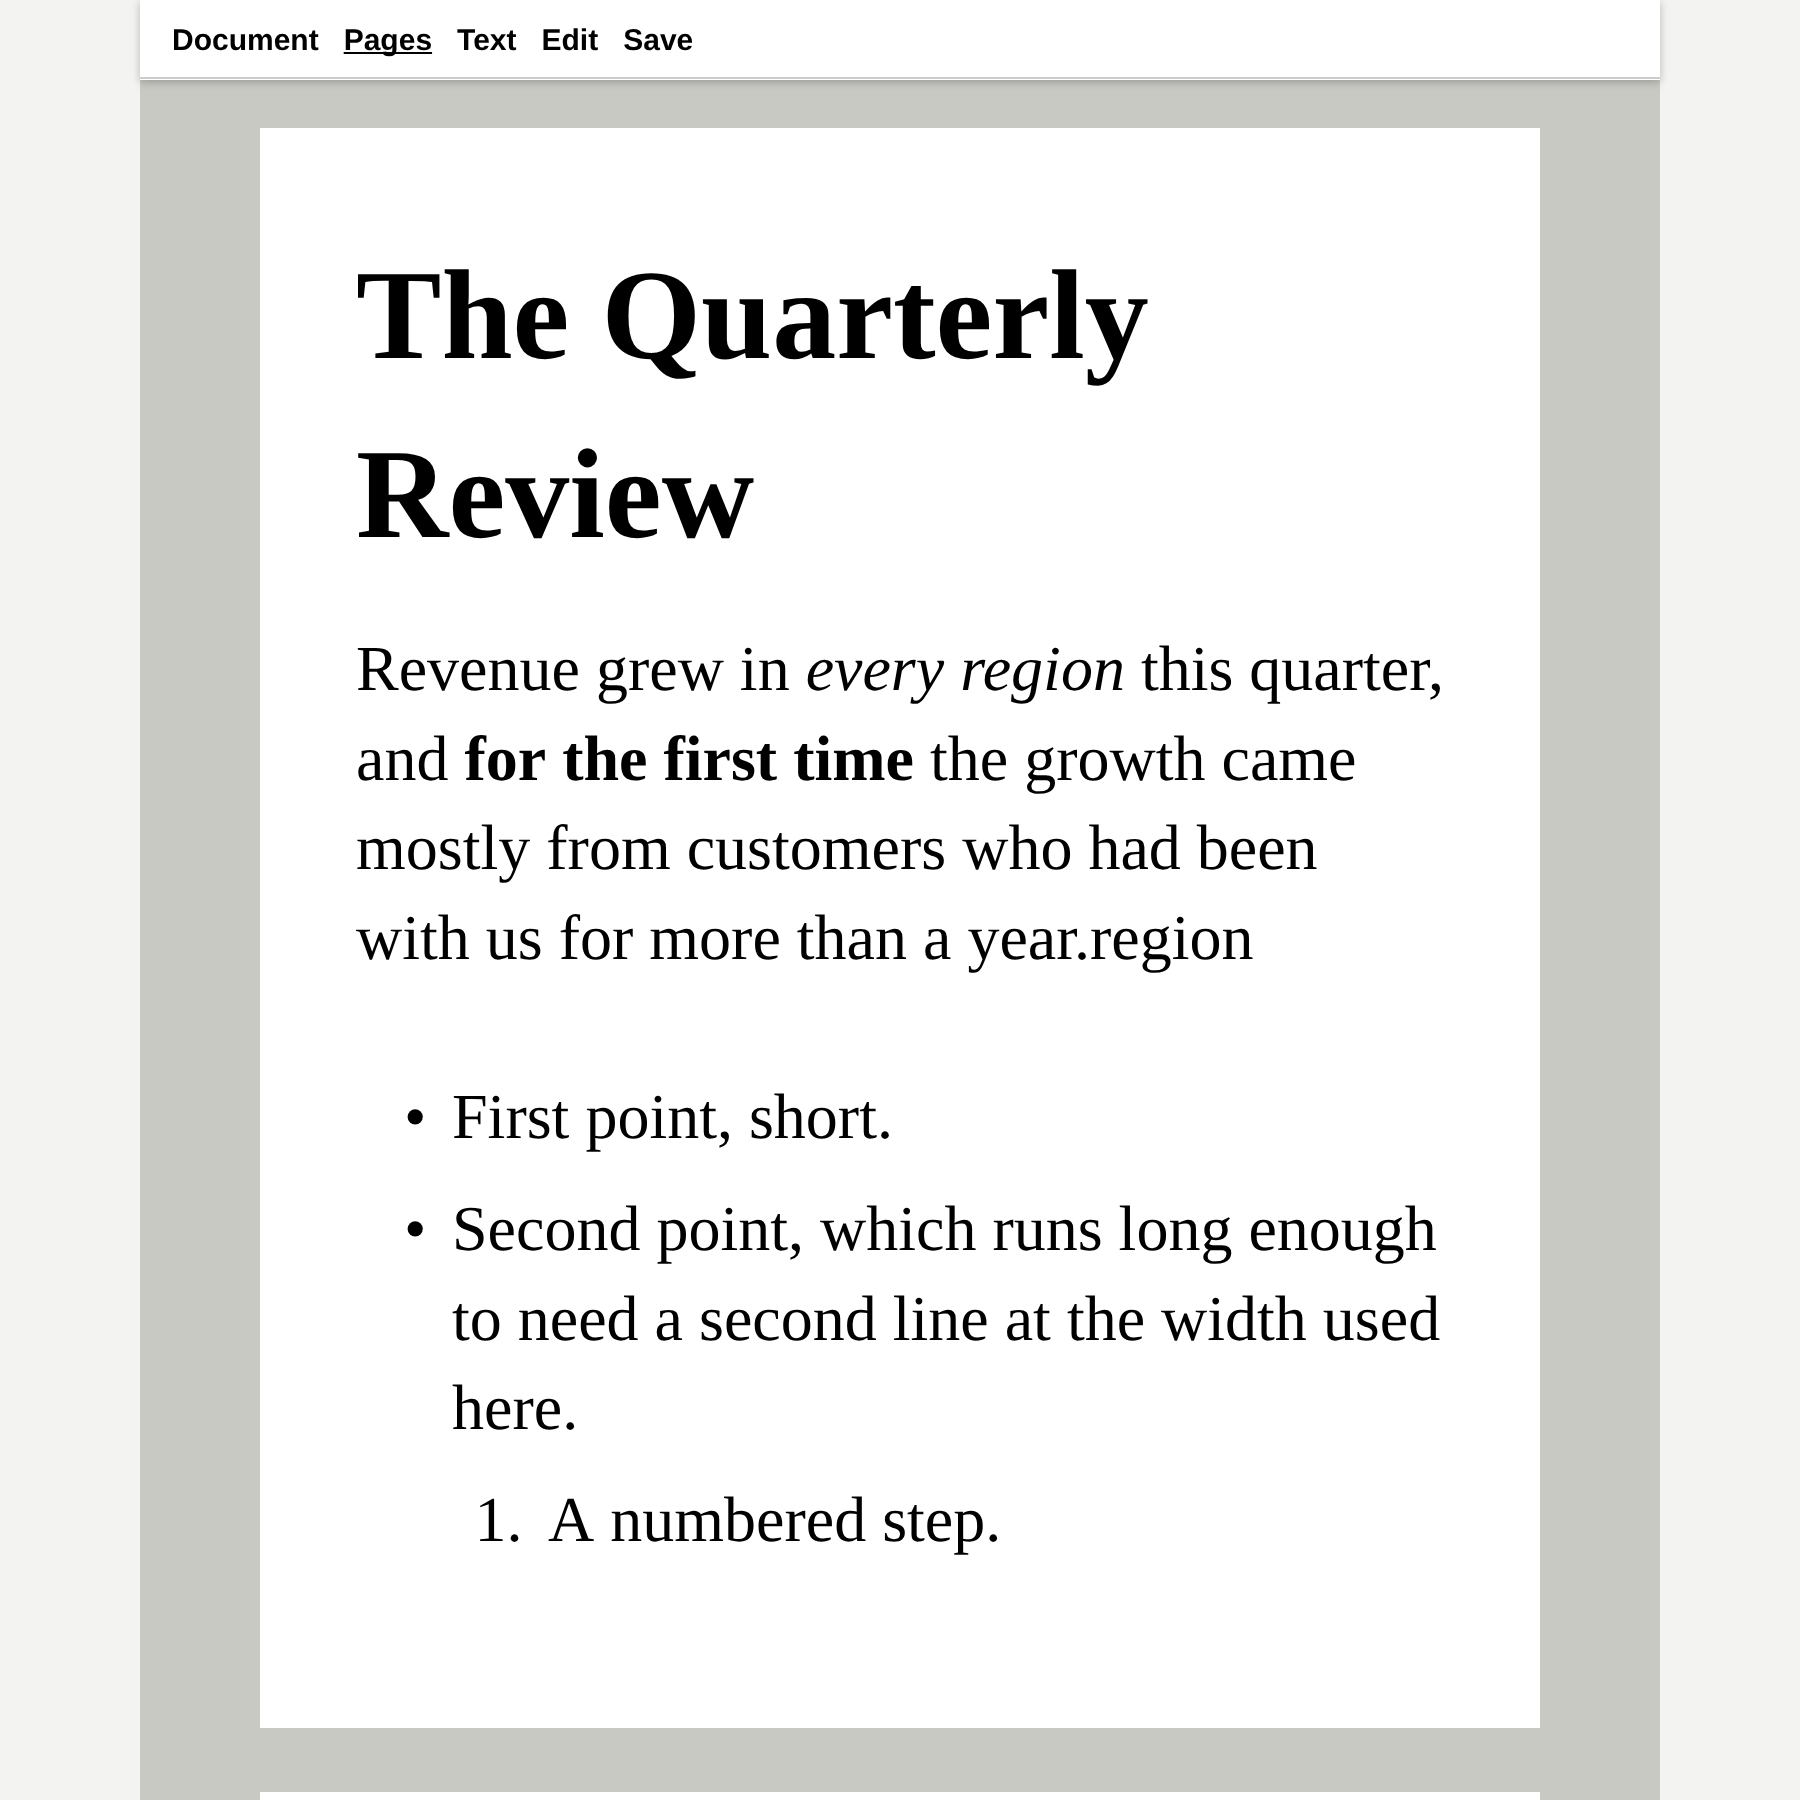 Document Pages Text Edit Save
The Quarterly
Review
Revenue grew in every region this quarter,
and for the first time the growth came
mostly from customers who had been
with us for more than a year.region
• First point, short.
• Second point, which runs long enough
to need a second line at the width used
here.
1. A numbered step.